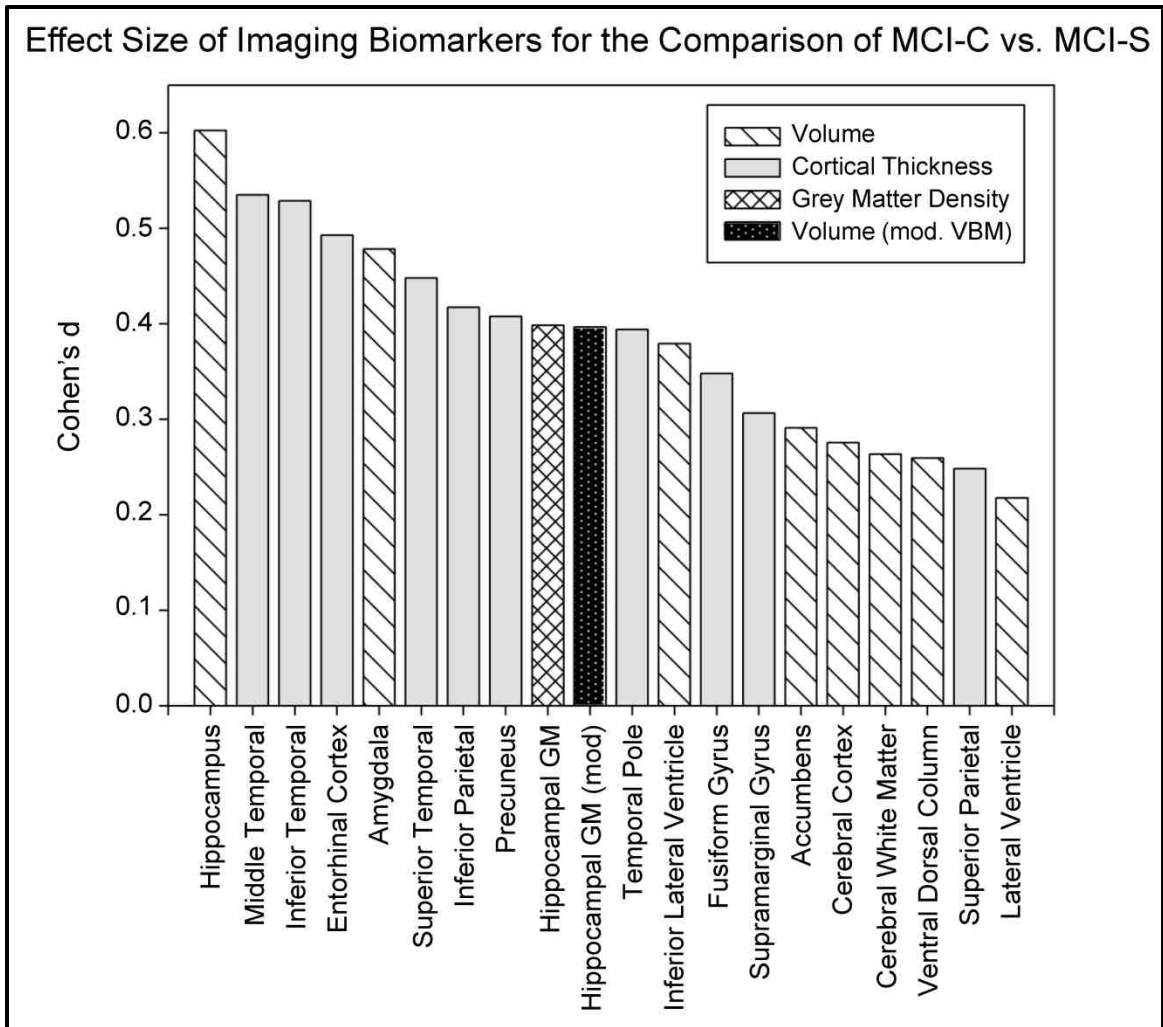 Effect Size of Imaging Biomarkers for the Comparison of MCI-C vs. MCI-S
Volume
Cortical Thickness
Grey Matter Density
Volume (mod. VBM)
Cohen's d
0.6
0.5
0.4
0.3
0.2
0.1
0.0
Hippocampus
Middle Temporal
Inferior Temporal
Entorhinal Cortex
Amygdala
Superior Temporal
Inferior Parietal
Precuneus
Hippocampal GM
Hippocampal GM (mod)
Temporal Pole
Inferior Lateral Ventricle
Fusiform Gyrus
Supramarginal Gyrus
Accumbens
Cerebral Cortex
Cerebral White Matter
Ventral Dorsal Column
Superior Parietal
Lateral Ventricle